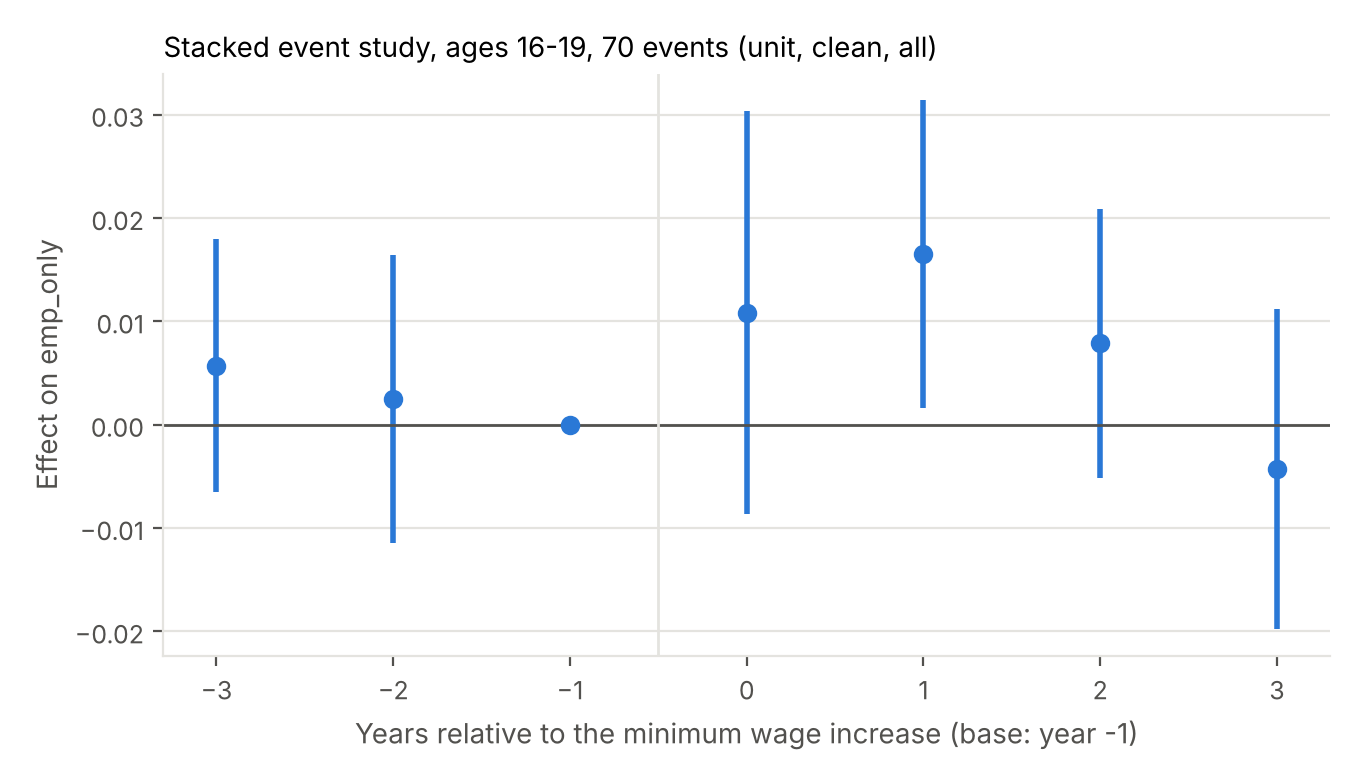 Stacked event study, ages 16-19, 70 events (unit, clean, all)
0.03
0.02
0.01
0.00
−0.01
−0.02
Effect on emp_only
−3 −2 −1 0 1 2 3
Years relative to the minimum wage increase (base: year -1)